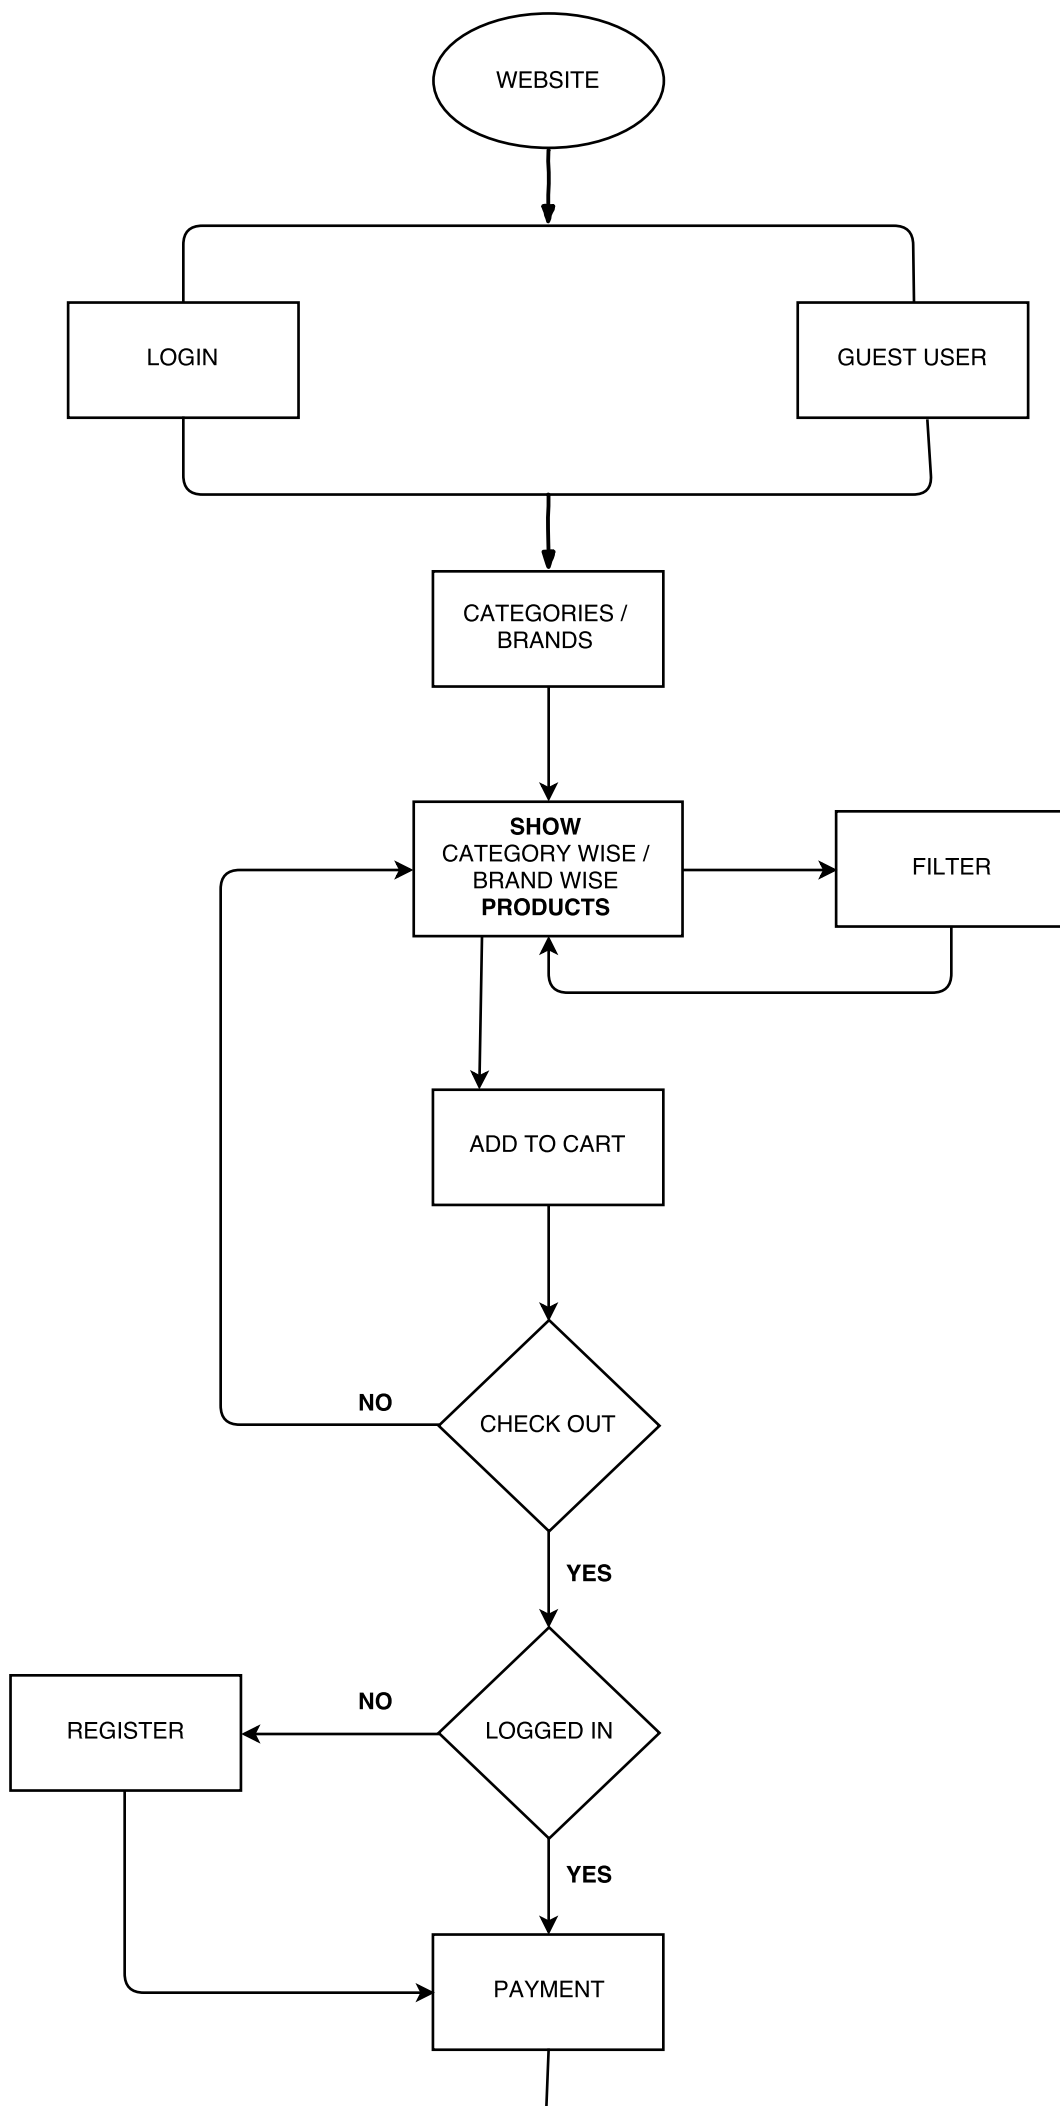 WEBSITE
LOGIN
GUEST USER
CATEGORIES /
BRANDS
SHOW
CATEGORY WISE /
BRAND WISE
PRODUCTS
FILTER
ADD TO CART
NO
CHECK OUT
YES
NO
REGISTER
LOGGED IN
YES
PAYMENT